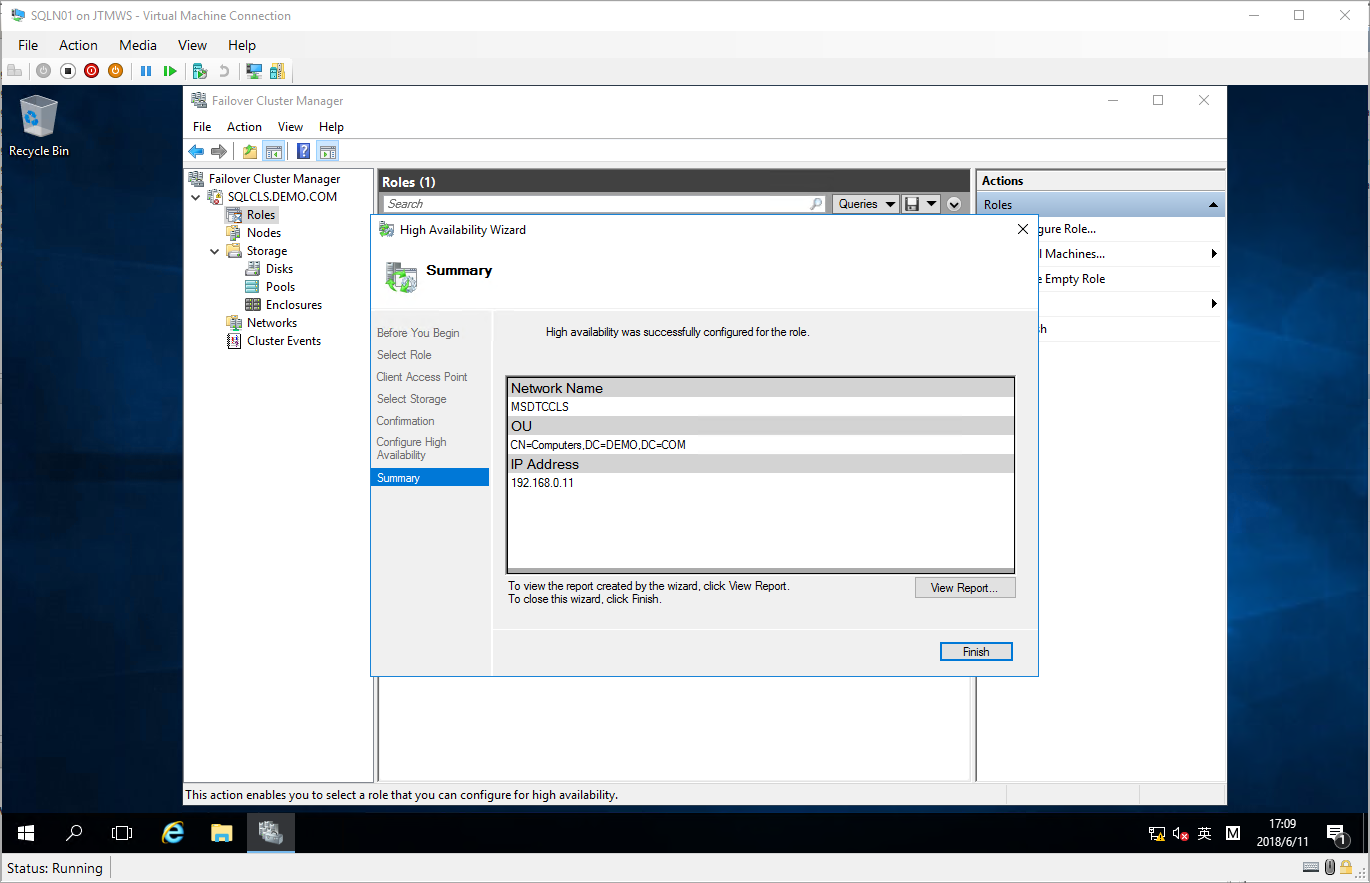 SQLN01 on JTMWS - Virtual Machine Connection
File Action Media View Help
Recycle Bin
Failover Cluster Manager
File Action View Help
Failover Cluster Manager
SQLCLS.DEMO.COM
Roles
Nodes
Storage
Disks
Pools
Enclosures
Networks
Cluster Events
Roles (1)
Search
Queries
Actions
Roles
gure Role...
l Machines...
e Empty Role
sh
High Availability Wizard
Summary
Before You Begin
Select Role
Client Access Point
Select Storage
Confirmation
Configure High
Availability
Summary
High availability was successfully configured for the role.
Network Name
MSDTCCLS
OU
CN=Computers,DC=DEMO,DC=COM
IP Address
192.168.0.11
To view the report created by the wizard, click View Report.
To close this wizard, click Finish.
View Report...
Finish
This action enables you to select a role that you can configure for high availability.
英 M
17:09
2018/6/11
1
Status: Running